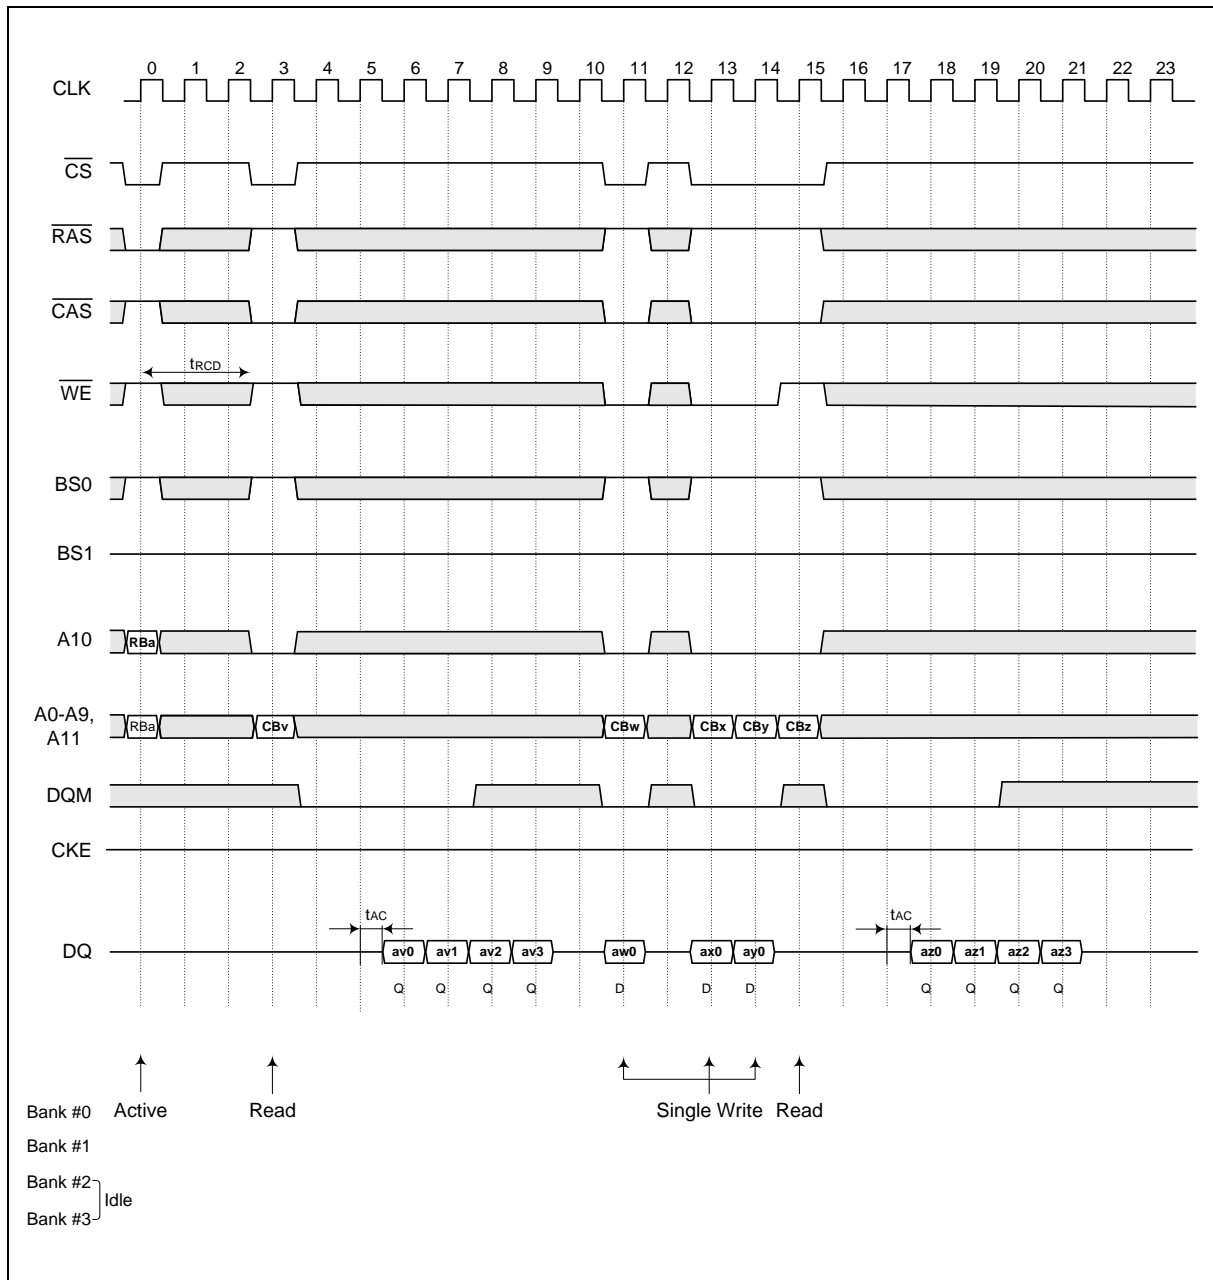 0 1 2 3 4 5 6 7 8 9 10 11 12 13 14 15 16 17 18 19 20 21 22 23
CLK
CS
RAS
CAS
tRCD
WE
BS0
BS1
A10 RBa
A0-A9,
A11
RBa CBv CBw CBx CBy CBz
DQM
CKE
tAC tAC
DQ av0 av1 av2 av3 aw0 ax0 ay0 az0 az1 az2 az3
Q Q Q Q D D D Q Q Q Q
Bank #0 Active Read Single Write Read
Bank #1
Bank #2
Idle
Bank #3